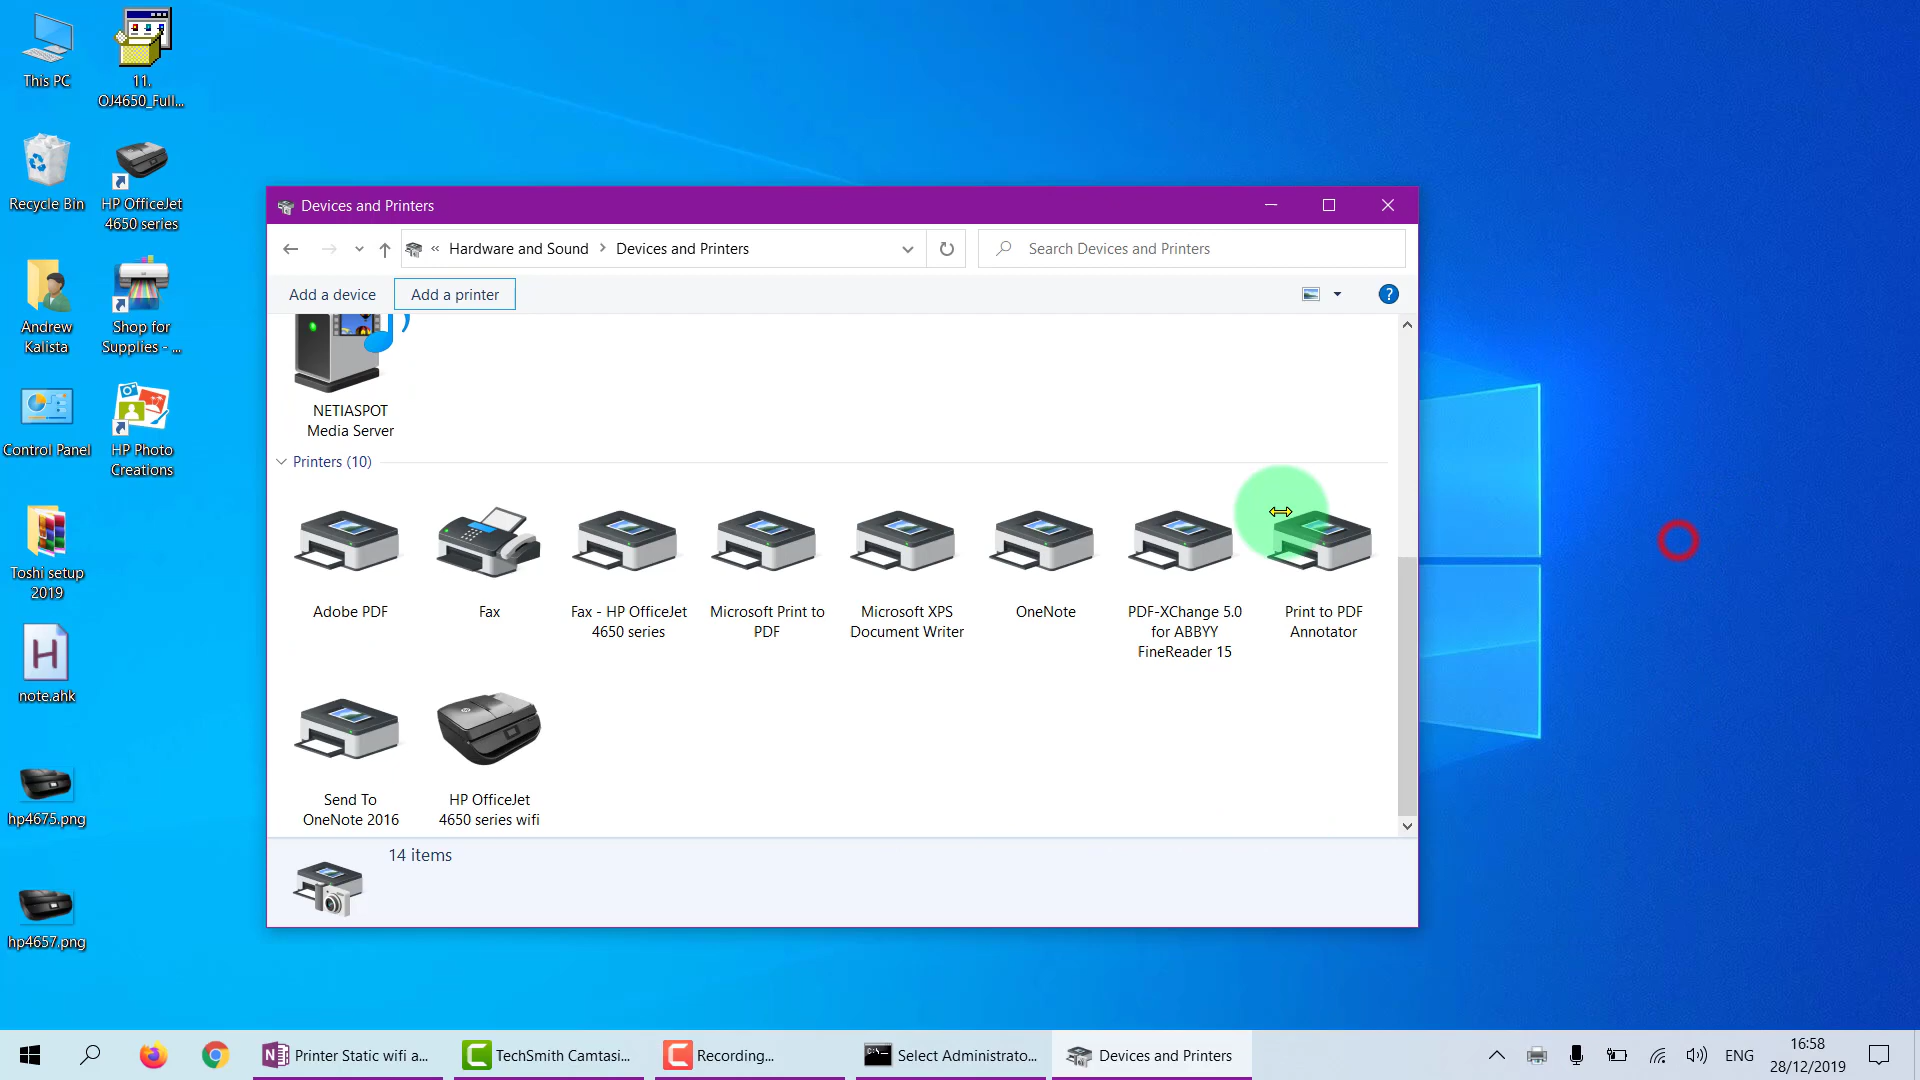 This PC
11.
OJ4650_Full...
Recycle Bin
HP OfficeJet
4650 series
Andrew
Kalista
Shop for
Supplies - ...
Control Panel
HP Photo
Creations
Toshi setup
2019
H
note.ahk
hp4675.png
hp4657.png
Devices and Printers
« Hardware and Sound > Devices and Printers
Search Devices and Printers
Add a device
Add a printer
?
NETIASPOT
Media Server
Printers (10)
Adobe PDF
Fax
Fax - HP OfficeJet
4650 series
Microsoft Print to
PDF
Microsoft XPS
Document Writer
OneNote
PDF-XChange 5.0
for ABBYY
FineReader 15
Print to PDF
Annotator
Send To
OneNote 2016
HP OfficeJet
4650 series wifi
14 items
Printer Static wifi a...
TechSmith Camtasi...
Recording...
Select Administrato...
Devices and Printers
ENG
16:58
28/12/2019